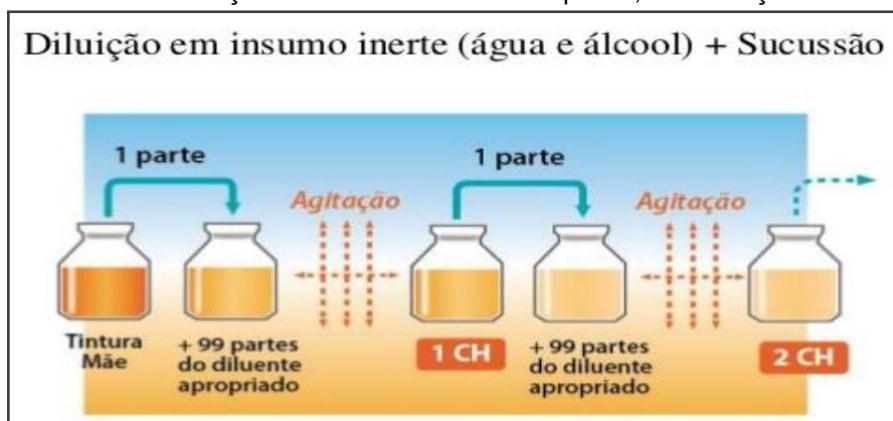 Diluição em insumo inerte (água e álcool) + Sucussão
1 parte
1 parte
Agitação
Agitação
Tintura
Mãe
+ 99 partes
do diluente
apropriado
1 CH
+ 99 partes
do diluente
apropriado
2 CH